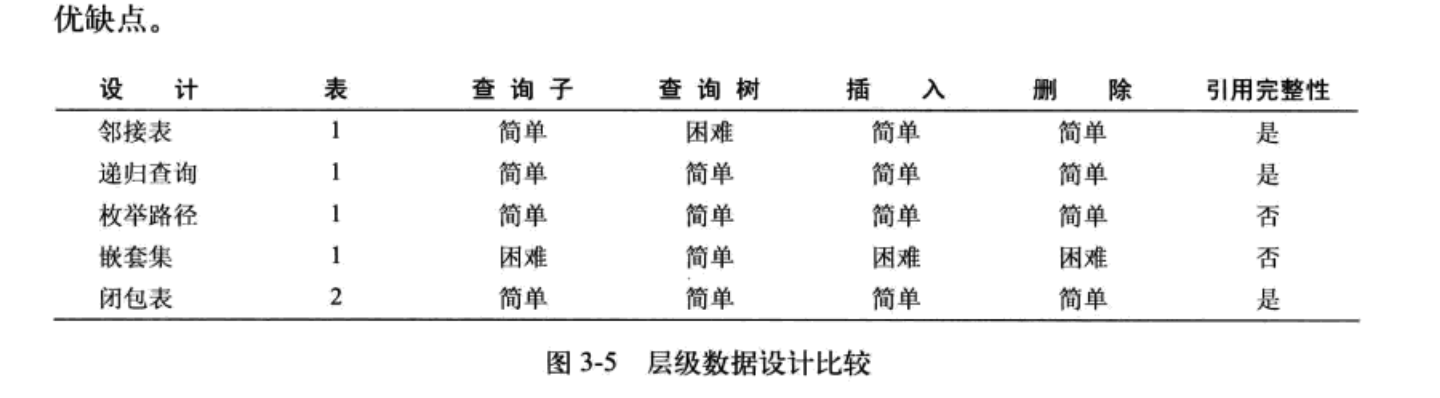 优缺点。
设 计 表 查询子 查询树 插 入 删 除 引用完整性
邻接表 1 简单 困难 简单 简单 是
递归查询 1 简单 简单 简单 简单 是
枚举路径 1 简单 简单 简单 简单 否
嵌套集 1 困难 简单 困难 困难 否
闭包表 2 简单 简单 简单 简单 是
图 3-5 层级数据设计比较